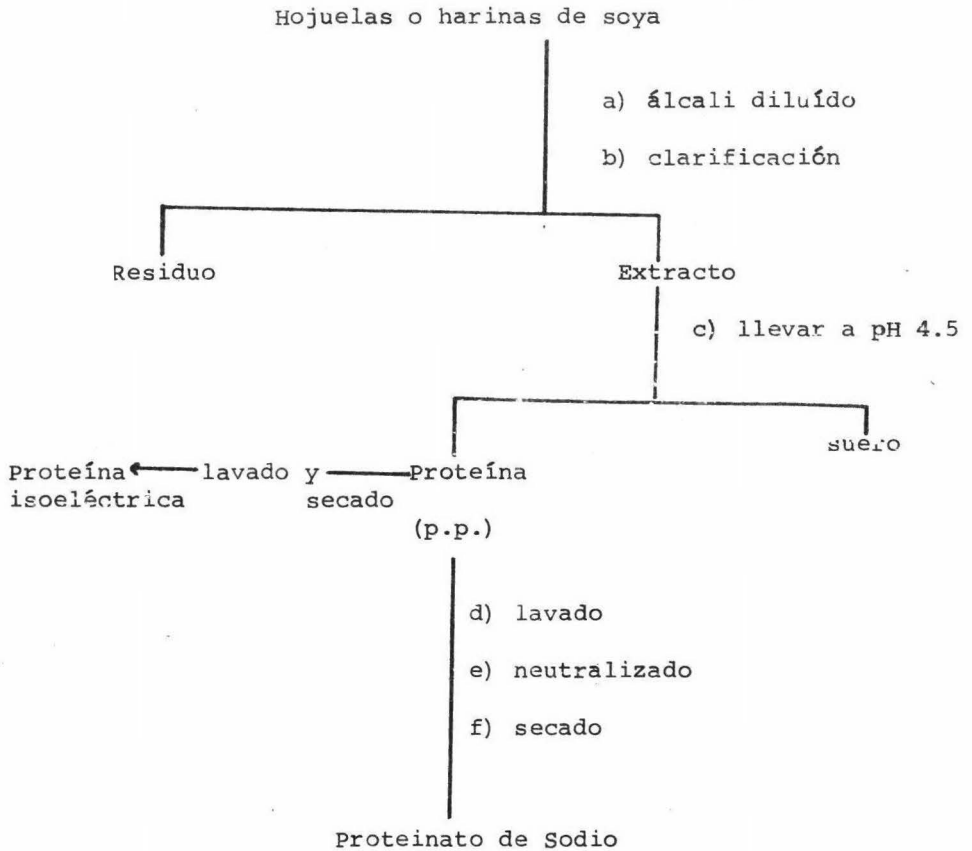 Hojuelas o harinas de soya
a) álcali diluído
b) clarificación
Residuo
Extracto
c) llevar a pH 4.5
suero
Proteína lavado y Proteína
isoeléctrica secado
(p.p.)
d) lavado
e) neutralizado
f) secado
Proteinato de Sodio